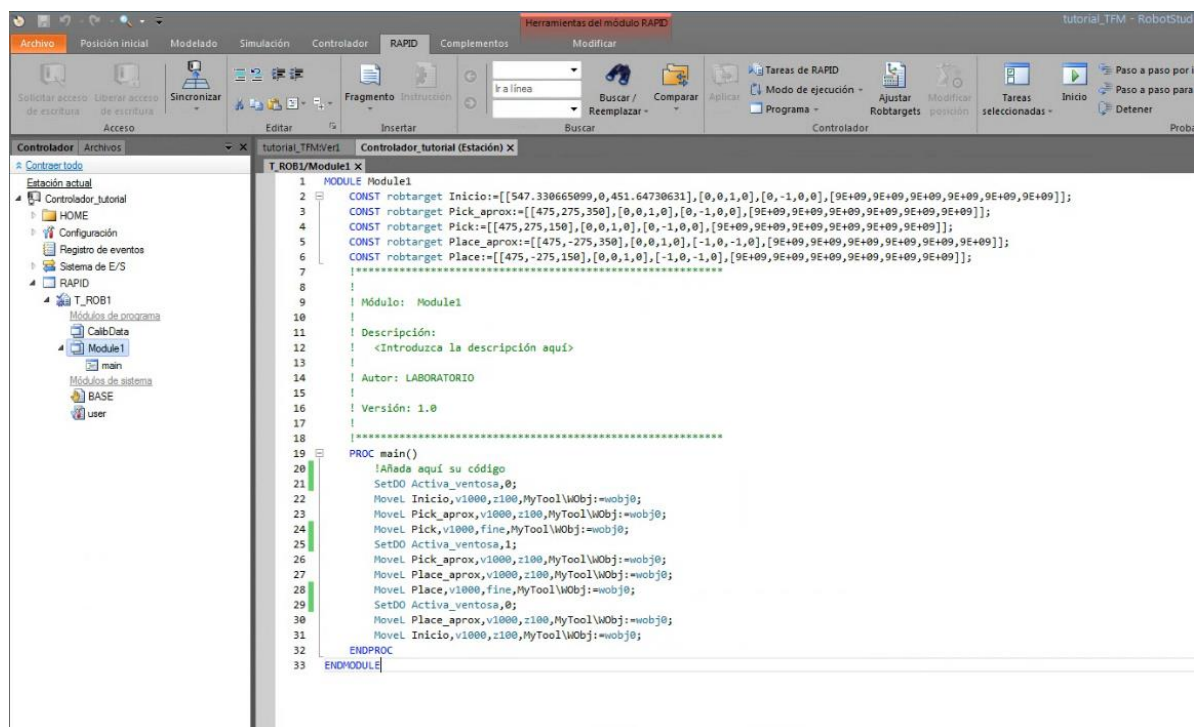 Herramientas del módulo RAPID
tutorial_TFM - RobotStud
Archivo Posición inicial Modelado Simulación Controlador RAPID Complementos Modificar
Solicitar acceso de escritura
Liberar acceso de escritura
Sincronizar
Acceso
Editar
Fragmento
Instrucción
Insertar
Ir a línea
Buscar / Reemplazar
Comparar
Buscar
Aplicar
Tareas de RAPID
Modo de ejecución
Programa
Ajustar Robtargets
Modificar posición
Controlador
Tareas seleccionadas
Inicio
Paso a paso por i
Paso a paso para
Detener
Proba
Controlador Archivos
Contraer todo
Estación actual
Controlador_tutorial
HOME
Configuración
Registro de eventos
Sistema de E/S
RAPID
T_ROB1
Módulos de programa
CalibData
Module1
main
Módulos de sistema
BASE
user
tutorial_TFM:Ver1 Controlador_tutorial (Estación) X
T_ROB1/Module1 X
1 MODULE Module1
2 CONST robtarget Inicio:=[[547.330665099,0,451.64730631],[0,0,1,0],[0,-1,0,0],[9E+09,9E+09,9E+09,9E+09,9E+09,9E+09]];
3 CONST robtarget Pick_aprox:=[[475,275,350],[0,0,1,0],[0,-1,0,0],[9E+09,9E+09,9E+09,9E+09,9E+09,9E+09]];
4 CONST robtarget Pick:=[[475,275,150],[0,0,1,0],[0,-1,0,0],[9E+09,9E+09,9E+09,9E+09,9E+09,9E+09]];
5 CONST robtarget Place_aprox:=[[475,-275,350],[0,0,1,0],[-1,0,-1,0],[9E+09,9E+09,9E+09,9E+09,9E+09,9E+09]];
6 CONST robtarget Place:=[[475,-275,150],[0,0,1,0],[-1,0,-1,0],[9E+09,9E+09,9E+09,9E+09,9E+09,9E+09]];
7 !***********************************************************
8 !
9 ! Módulo: Module1
10 !
11 ! Descripción:
12 ! <Introduzca la descripción aquí>
13 !
14 ! Autor: LABORATORIO
15 !
16 ! Versión: 1.0
17 !
18 !***********************************************************
19 PROC main()
20 !Añada aquí su código
21 SetDO Activa_ventosa,0;
22 MoveL Inicio,v1000,z100,MyTool\WObj:=wobj0;
23 MoveL Pick_aprox,v1000,z100,MyTool\WObj:=wobj0;
24 MoveL Pick,v1000,fine,MyTool\WObj:=wobj0;
25 SetDO Activa_ventosa,1;
26 MoveL Pick_aprox,v1000,z100,MyTool\WObj:=wobj0;
27 MoveL Place_aprox,v1000,z100,MyTool\WObj:=wobj0;
28 MoveL Place,v1000,fine,MyTool\WObj:=wobj0;
29 SetDO Activa_ventosa,0;
30 MoveL Place_aprox,v1000,z100,MyTool\WObj:=wobj0;
31 MoveL Inicio,v1000,z100,MyTool\WObj:=wobj0;
32 ENDPROC
33 ENDMODULE